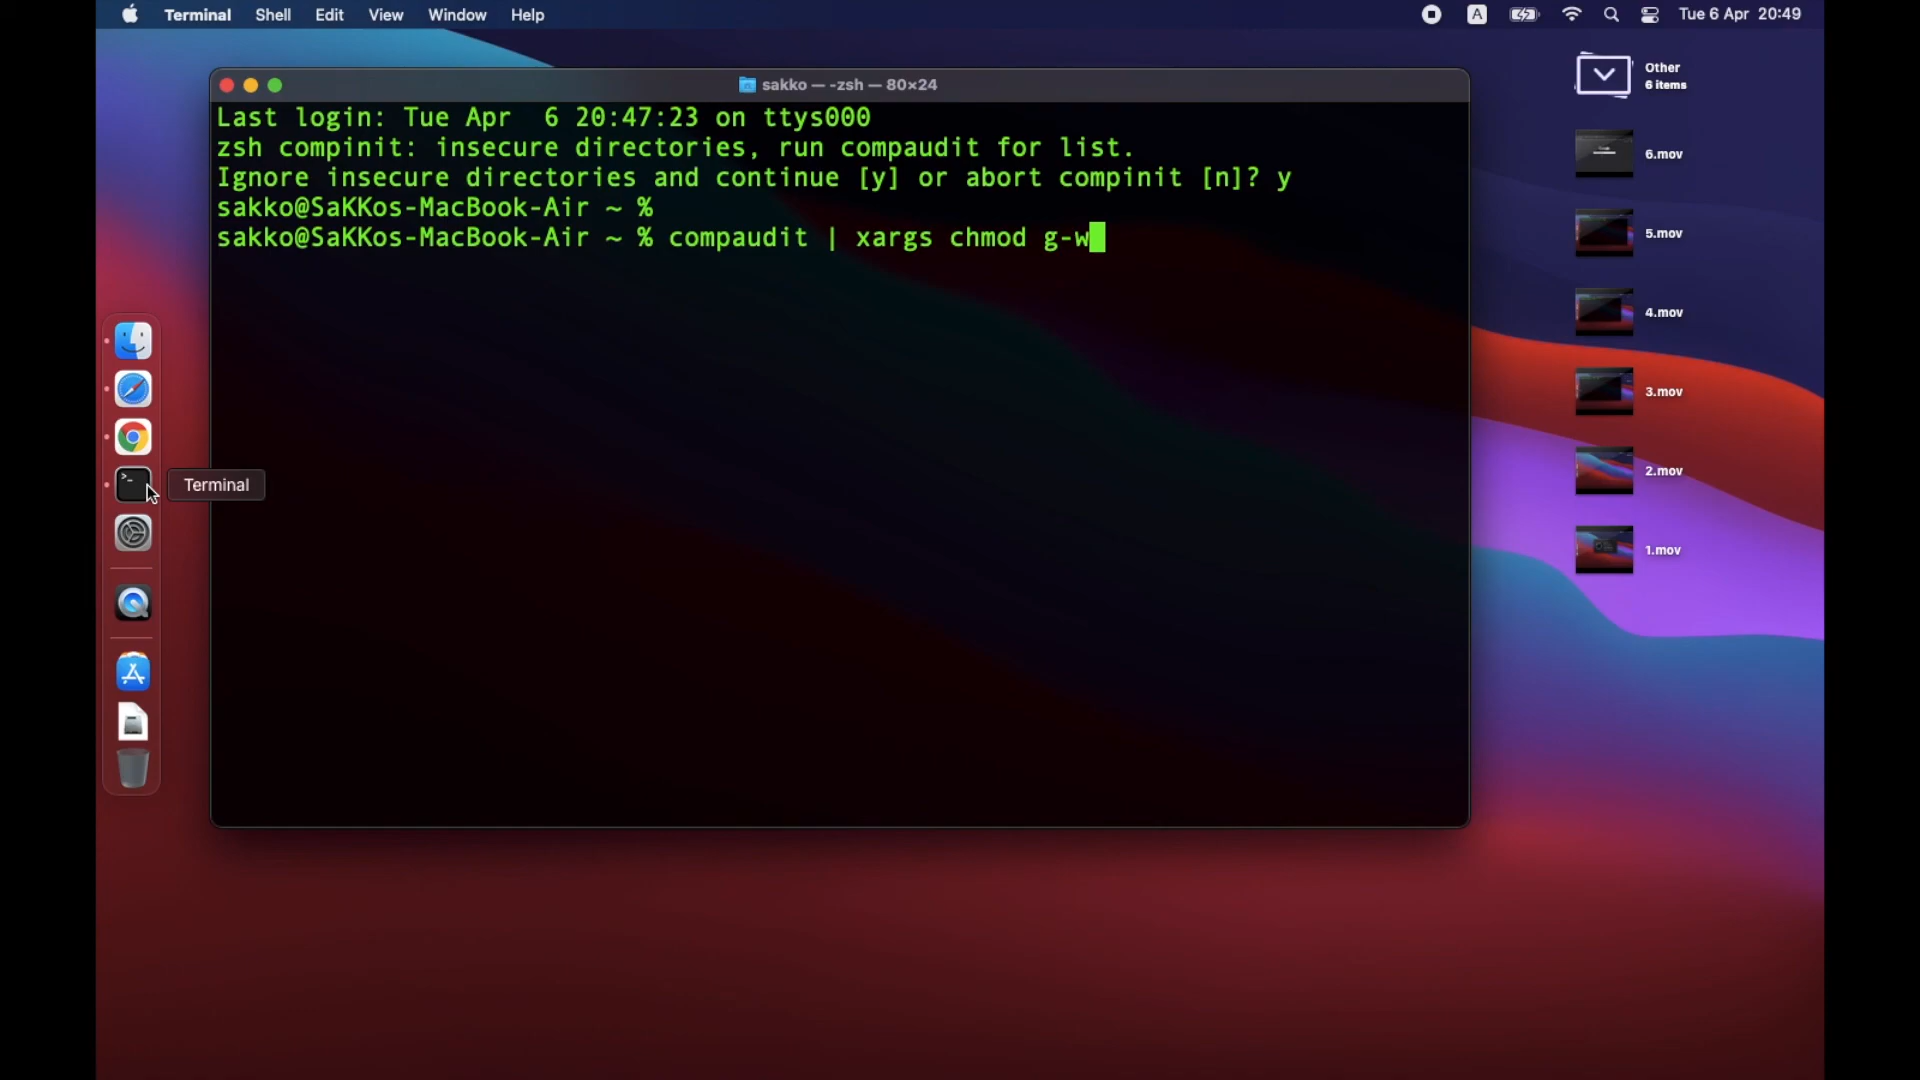 Terminal Shell Edit View Window Help
A
Tue 6 Apr 20:49
sakko — -zsh — 80×24
Last login: Tue Apr  6 20:47:23 on ttys000
zsh compinit: insecure directories, run compaudit for list.
Ignore insecure directories and continue [y] or abort compinit [n]? y
sakko@SaKKos-MacBook-Air ~ %
sakko@SaKKos-MacBook-Air ~ % compaudit | xargs chmod g-w
Terminal
Other
6 items
6.mov
5.mov
4.mov
3.mov
2.mov
1.mov